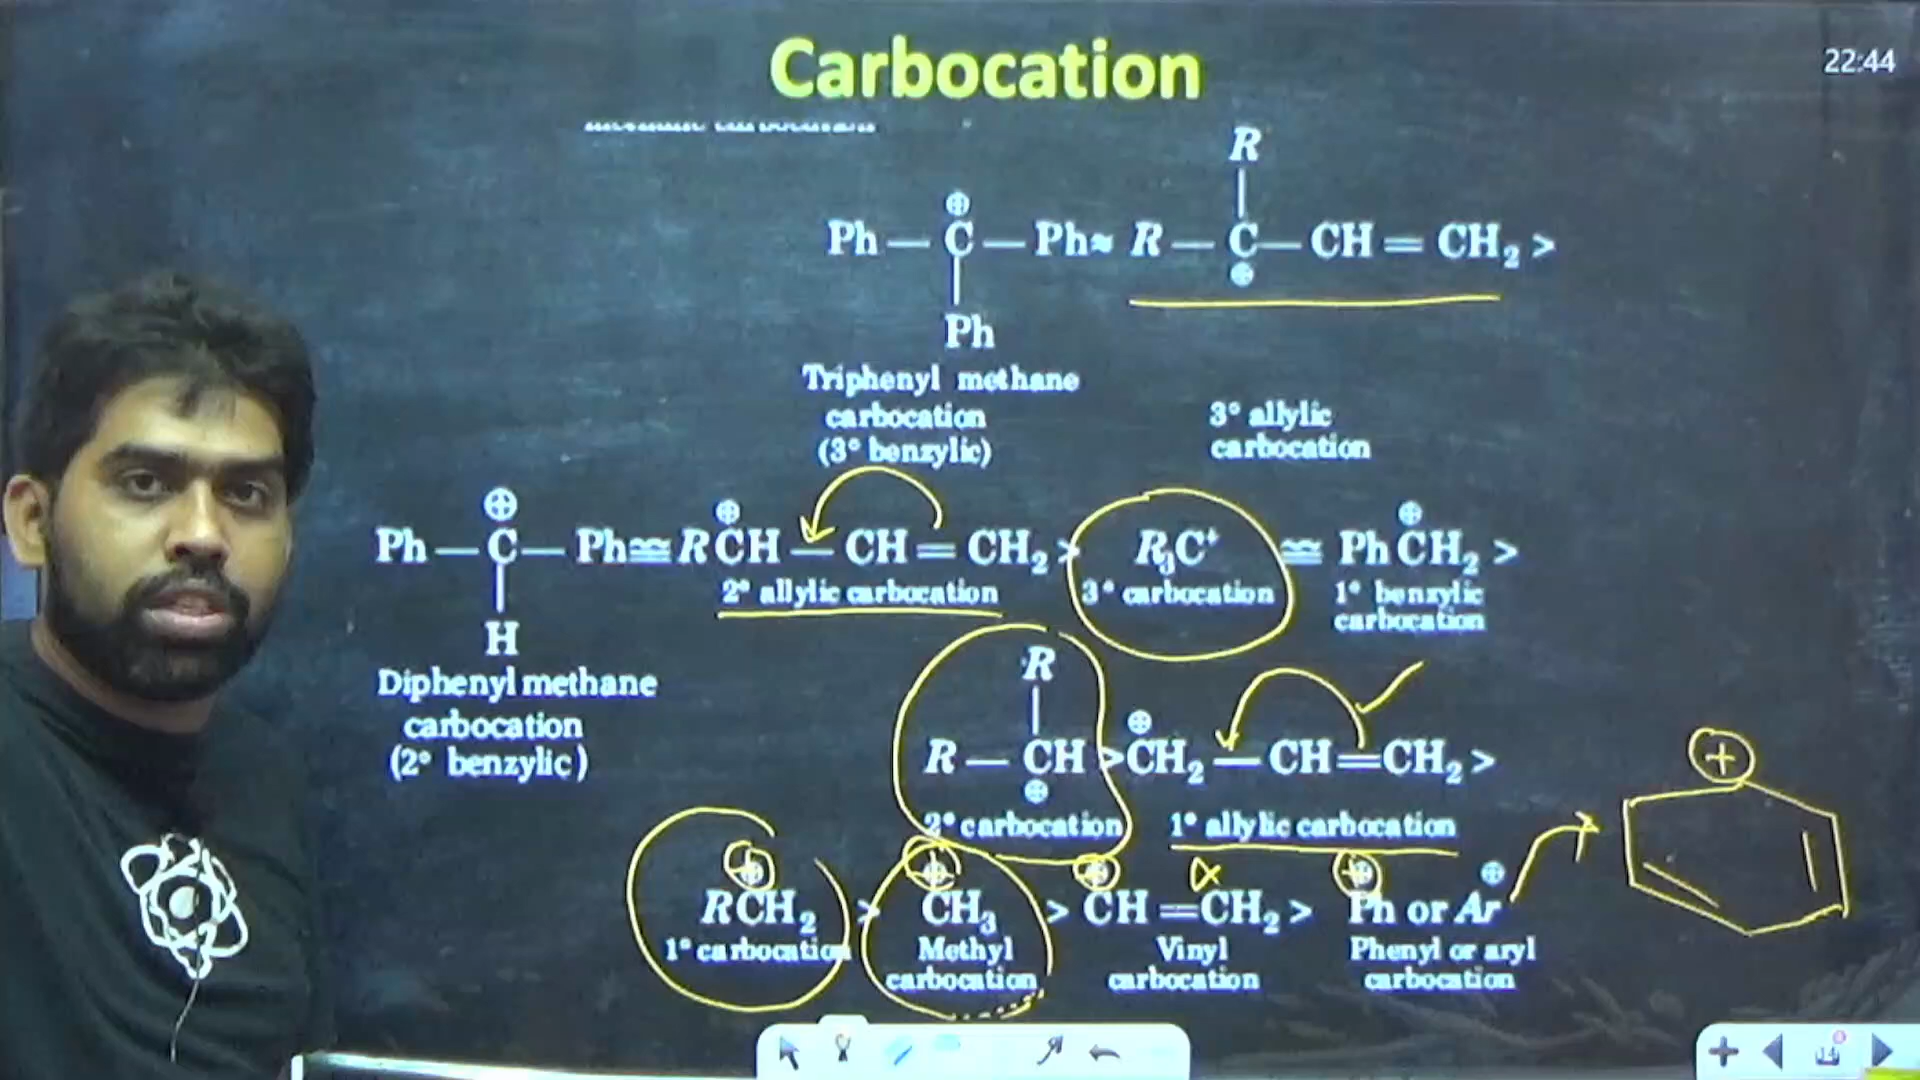 Carbocation
22:44
R
⊕
Ph — C — Ph ≈ R — C — CH = CH₂ >
⊕
Ph
Triphenyl methane
carbocation
(3° benzylic)
3° allylic
carbocation
⊕ ⊕ ⊕
Ph — C — Ph ≅ RCH — CH = CH₂ > R₃C⁺ ≅ PhCH₂ >
2° allylic carbocation
3° carbocation
1° benzylic
carbocation
H
Diphenyl methane
carbocation
(2° benzylic)
R
⊕
R — CH > CH₂ — CH = CH₂ >
⊕
2° carbocation
1° allylic carbocation
+
⊕ ⊕ ⊕ ⊕ ⊕
RCH₂ > CH₃ > CH = CH₂ > Ph or Ar
1° carbocation
Methyl
carbocation
Vinyl
carbocation
Phenyl or aryl
carbocation